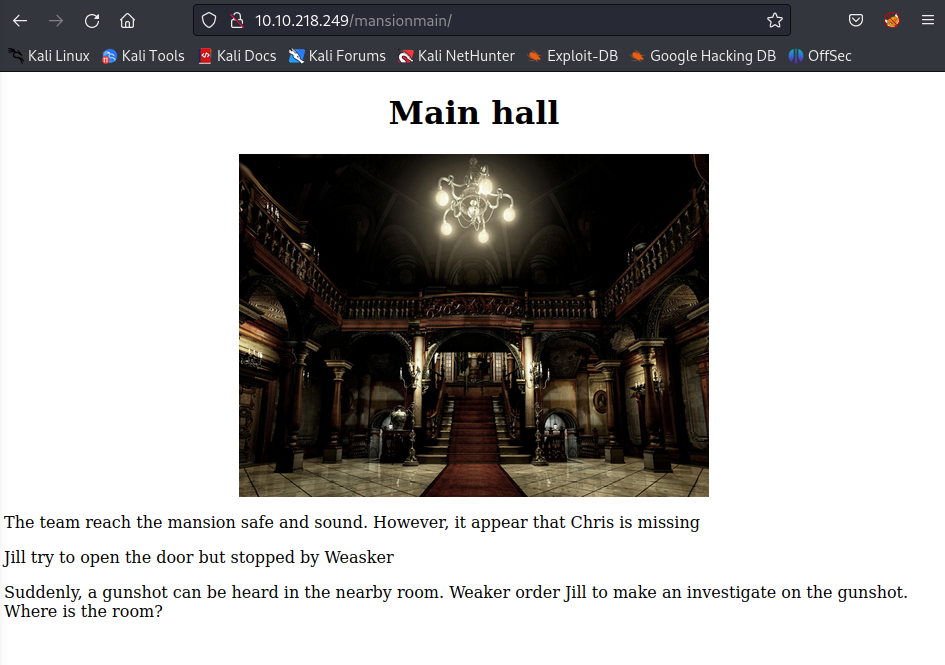 10.10.218.249/mansionmain/
Kali Linux Kali Tools Kali Docs Kali Forums Kali NetHunter Exploit-DB Google Hacking DB OffSec
Main hall
The team reach the mansion safe and sound. However, it appear that Chris is missing
Jill try to open the door but stopped by Weasker
Suddenly, a gunshot can be heard in the nearby room. Weaker order Jill to make an investigate on the gunshot.
Where is the room?